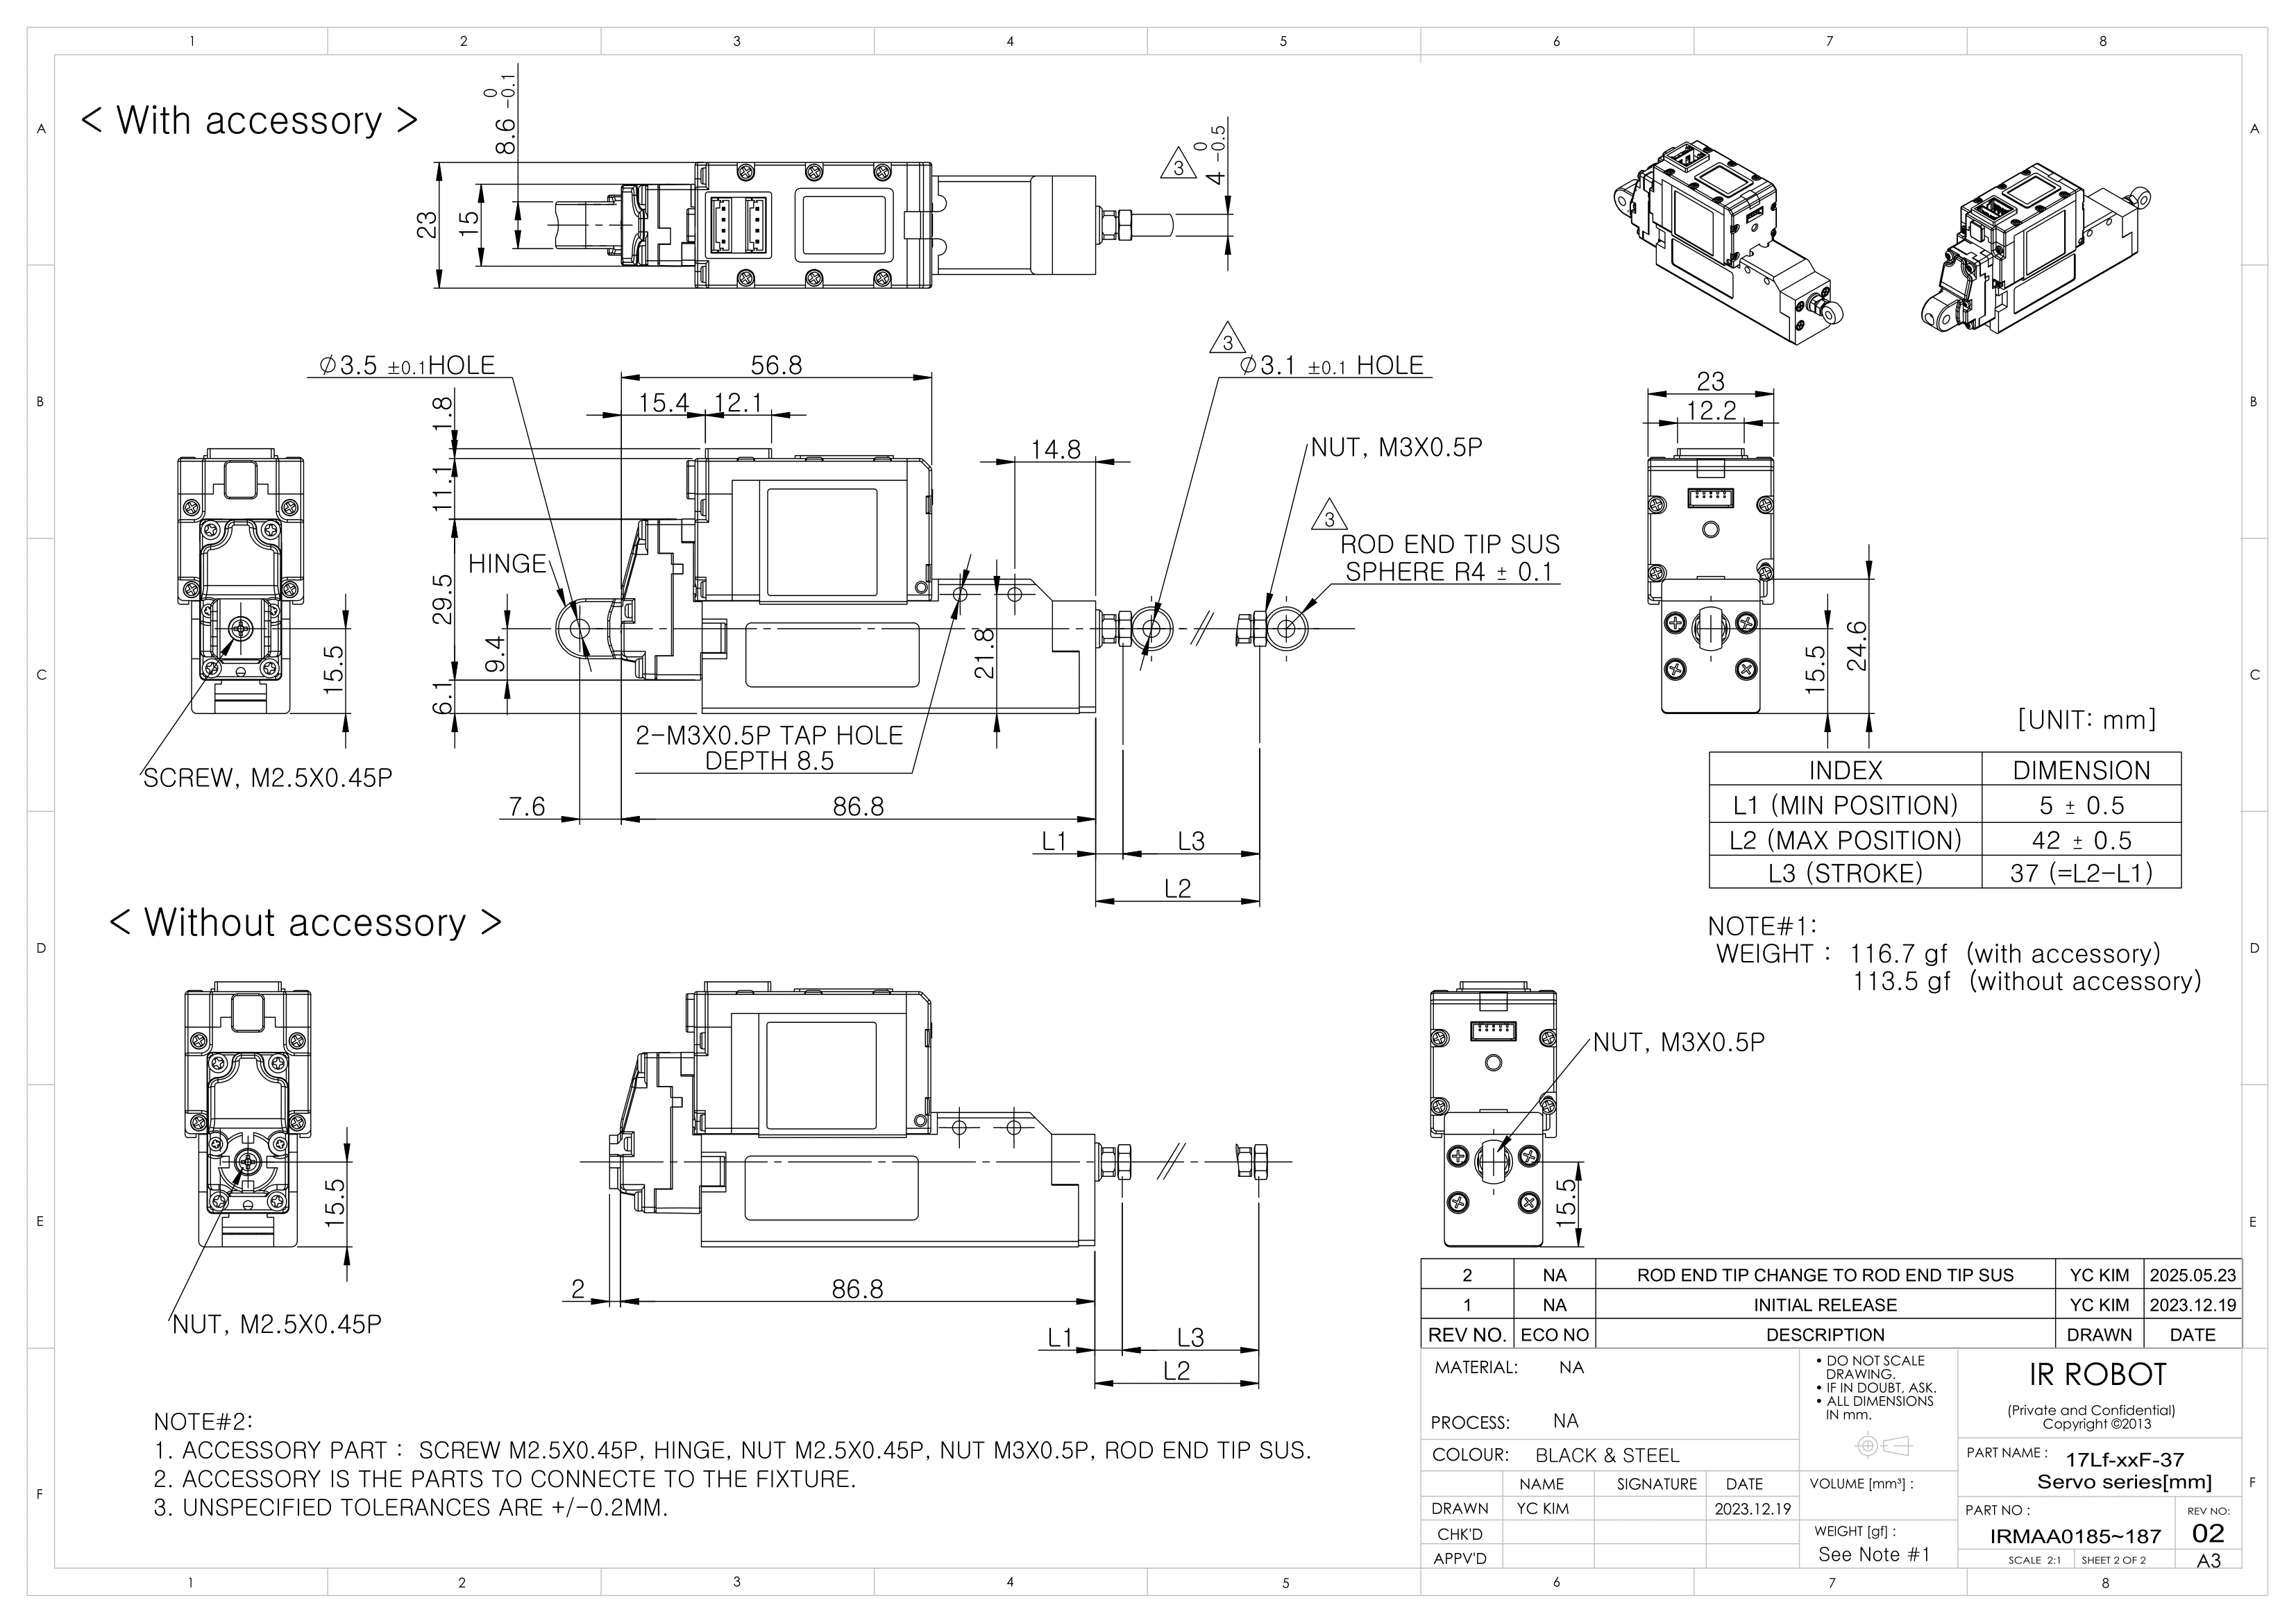 1 2 3 4 5 6 7 8
A A
< With accessory >
8.6 0 -0.1
23
15
3
4 0 -0.5
B B
∅3.5 ±0.1HOLE
56.8
3
∅3.1 ±0.1 HOLE
15.4 12.1
1.8
11.1
14.8
NUT, M3X0.5P
23
12.2
3
ROD END TIP SUS
SPHERE R4 ± 0.1
HINGE
29.5
9.4
6.1
21.8
15.5
15.5
24.6
C C
2-M3X0.5P TAP HOLE
DEPTH 8.5
SCREW, M2.5X0.45P
7.6 86.8
L1 L3
L2
[UNIT: mm]
INDEX DIMENSION
L1 (MIN POSITION) 5 ± 0.5
L2 (MAX POSITION) 42 ± 0.5
L3 (STROKE) 37 (=L2-L1)
NOTE#1:
WEIGHT : 116.7 gf (with accessory)
113.5 gf (without accessory)
D D
< Without accessory >
NUT, M3X0.5P
15.5
15.5
E E
NUT, M2.5X0.45P
2 86.8
L1 L3
L2
2 NA ROD END TIP CHANGE TO ROD END TIP SUS YC KIM 2025.05.23
1 NA INITIAL RELEASE YC KIM 2023.12.19
REV NO. ECO NO DESCRIPTION DRAWN DATE
NOTE#2:
1. ACCESSORY PART : SCREW M2.5X0.45P, HINGE, NUT M2.5X0.45P, NUT M3X0.5P, ROD END TIP SUS.
2. ACCESSORY IS THE PARTS TO CONNECTE TO THE FIXTURE.
3. UNSPECIFIED TOLERANCES ARE +/-0.2MM.
F F
MATERIAL: NA
PROCESS: NA
COLOUR: BLACK & STEEL
• DO NOT SCALE
DRAWING.
• IF IN DOUBT, ASK.
• ALL DIMENSIONS
IN mm.
IR ROBOT
(Private and Confidential)
Copyright ©2013
PART NAME : 17Lf-xxF-37
Servo series[mm]
NAME SIGNATURE DATE
DRAWN YC KIM 2023.12.19
CHK'D
APPV'D
VOLUME [mm³] :
WEIGHT [gf] :
See Note #1
PART NO :
IRMAA0185~187
REV NO:
02
SCALE 2:1 SHEET 2 OF 2 A3
1 2 3 4 5 6 7 8